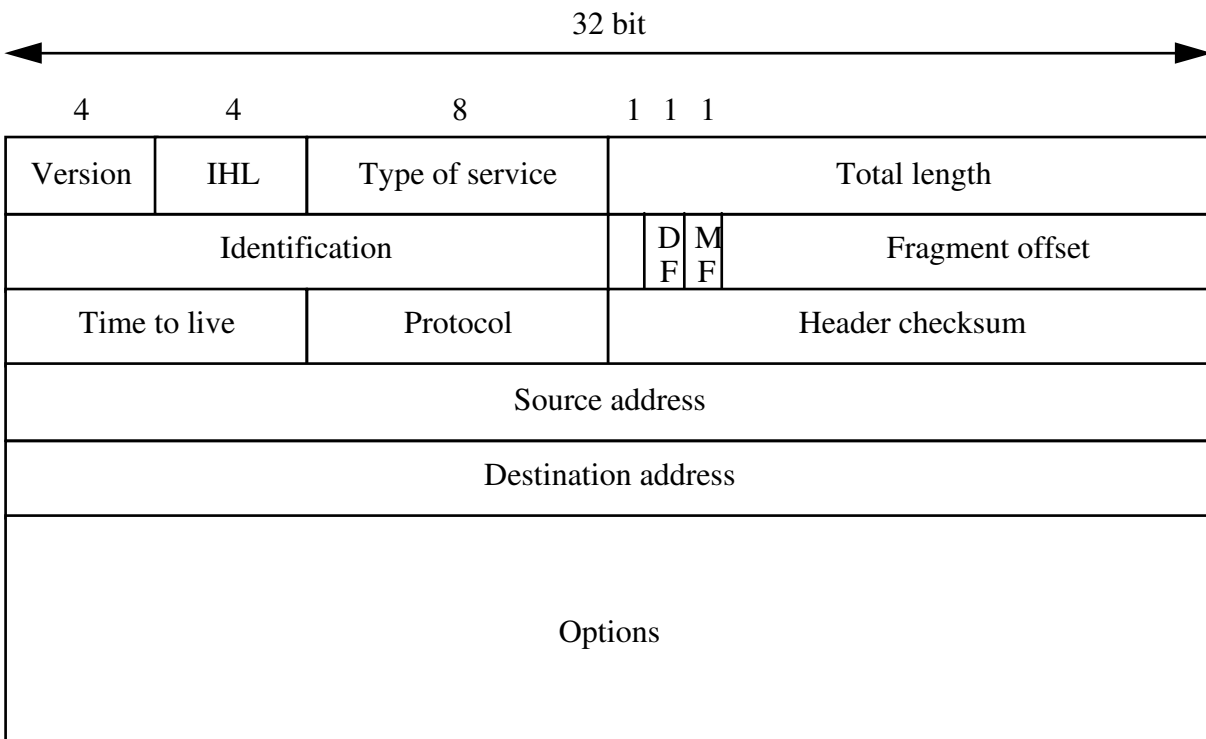 32 bit
4 4 8 1 1 1
Version IHL Type of service Total length
Identification D F M F Fragment offset
Time to live Protocol Header checksum
Source address
Destination address
Options